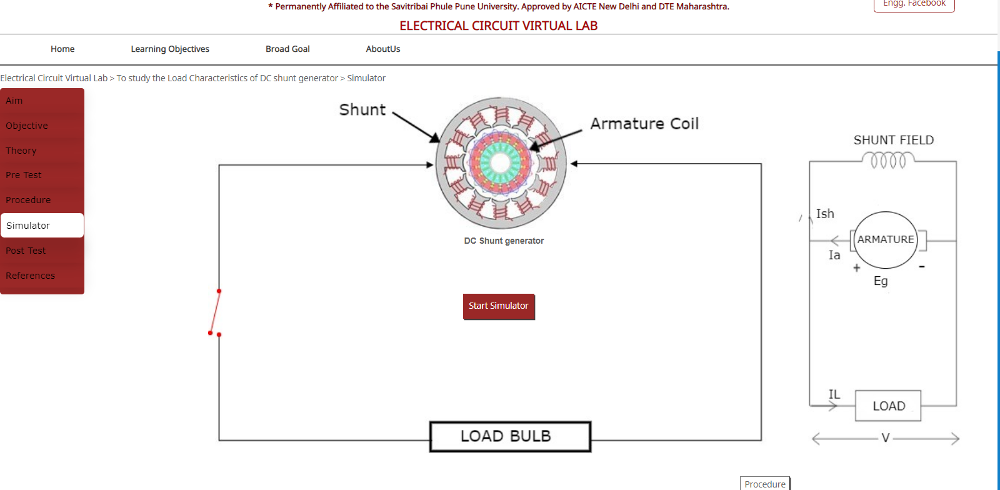 * Permanently Affiliated to the Savitribai Phule Pune University. Approved by AICTE New Delhi and DTE Maharashtra.
Engg. Facebook
ELECTRICAL CIRCUIT VIRTUAL LAB
Home Learning Objectives Broad Goal AboutUs
Electrical Circuit Virtual Lab > To study the Load Characteristics of DC shunt generator > Simulator
Aim
Objective
Theory
Pre Test
Procedure
Simulator
Post Test
References
Shunt
Armature Coil
DC Shunt generator
Start Simulator
LOAD BULB
SHUNT FIELD
Ish
ARMATURE
Ia
+ -
Eg
IL
LOAD
V
Procedure